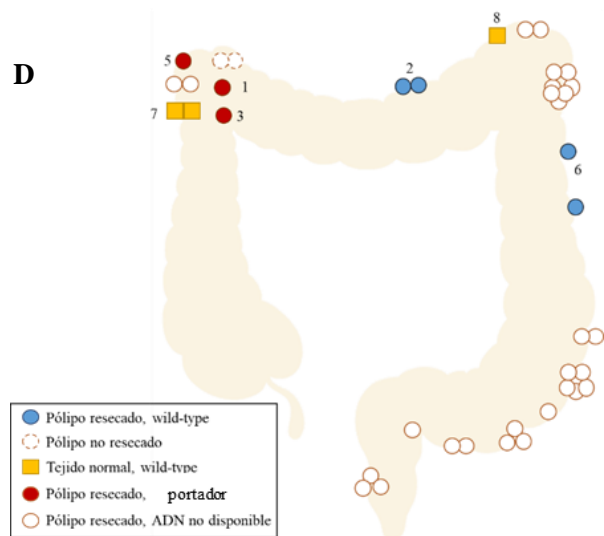 8
5
2
D
1
7
3
6
Pólipo resecado, wild-type
Pólipo no resecado
Tejido normal, wild-type
Pólipo resecado, portador
Pólipo resecado, ADN no disponible